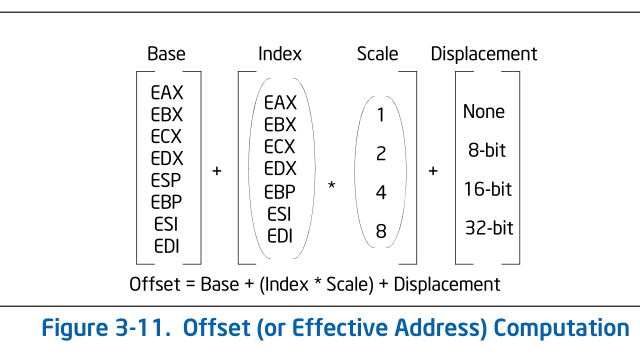 Base Index Scale Displacement
EAX
EBX
ECX
EDX
ESP
EBP
ESI
EDI
+
EAX
EBX
ECX
EDX
EBP
ESI
EDI
*
1
2
4
8
+
None
8-bit
16-bit
32-bit
Offset = Base + (Index * Scale) + Displacement
Figure 3-11. Offset (or Effective Address) Computation